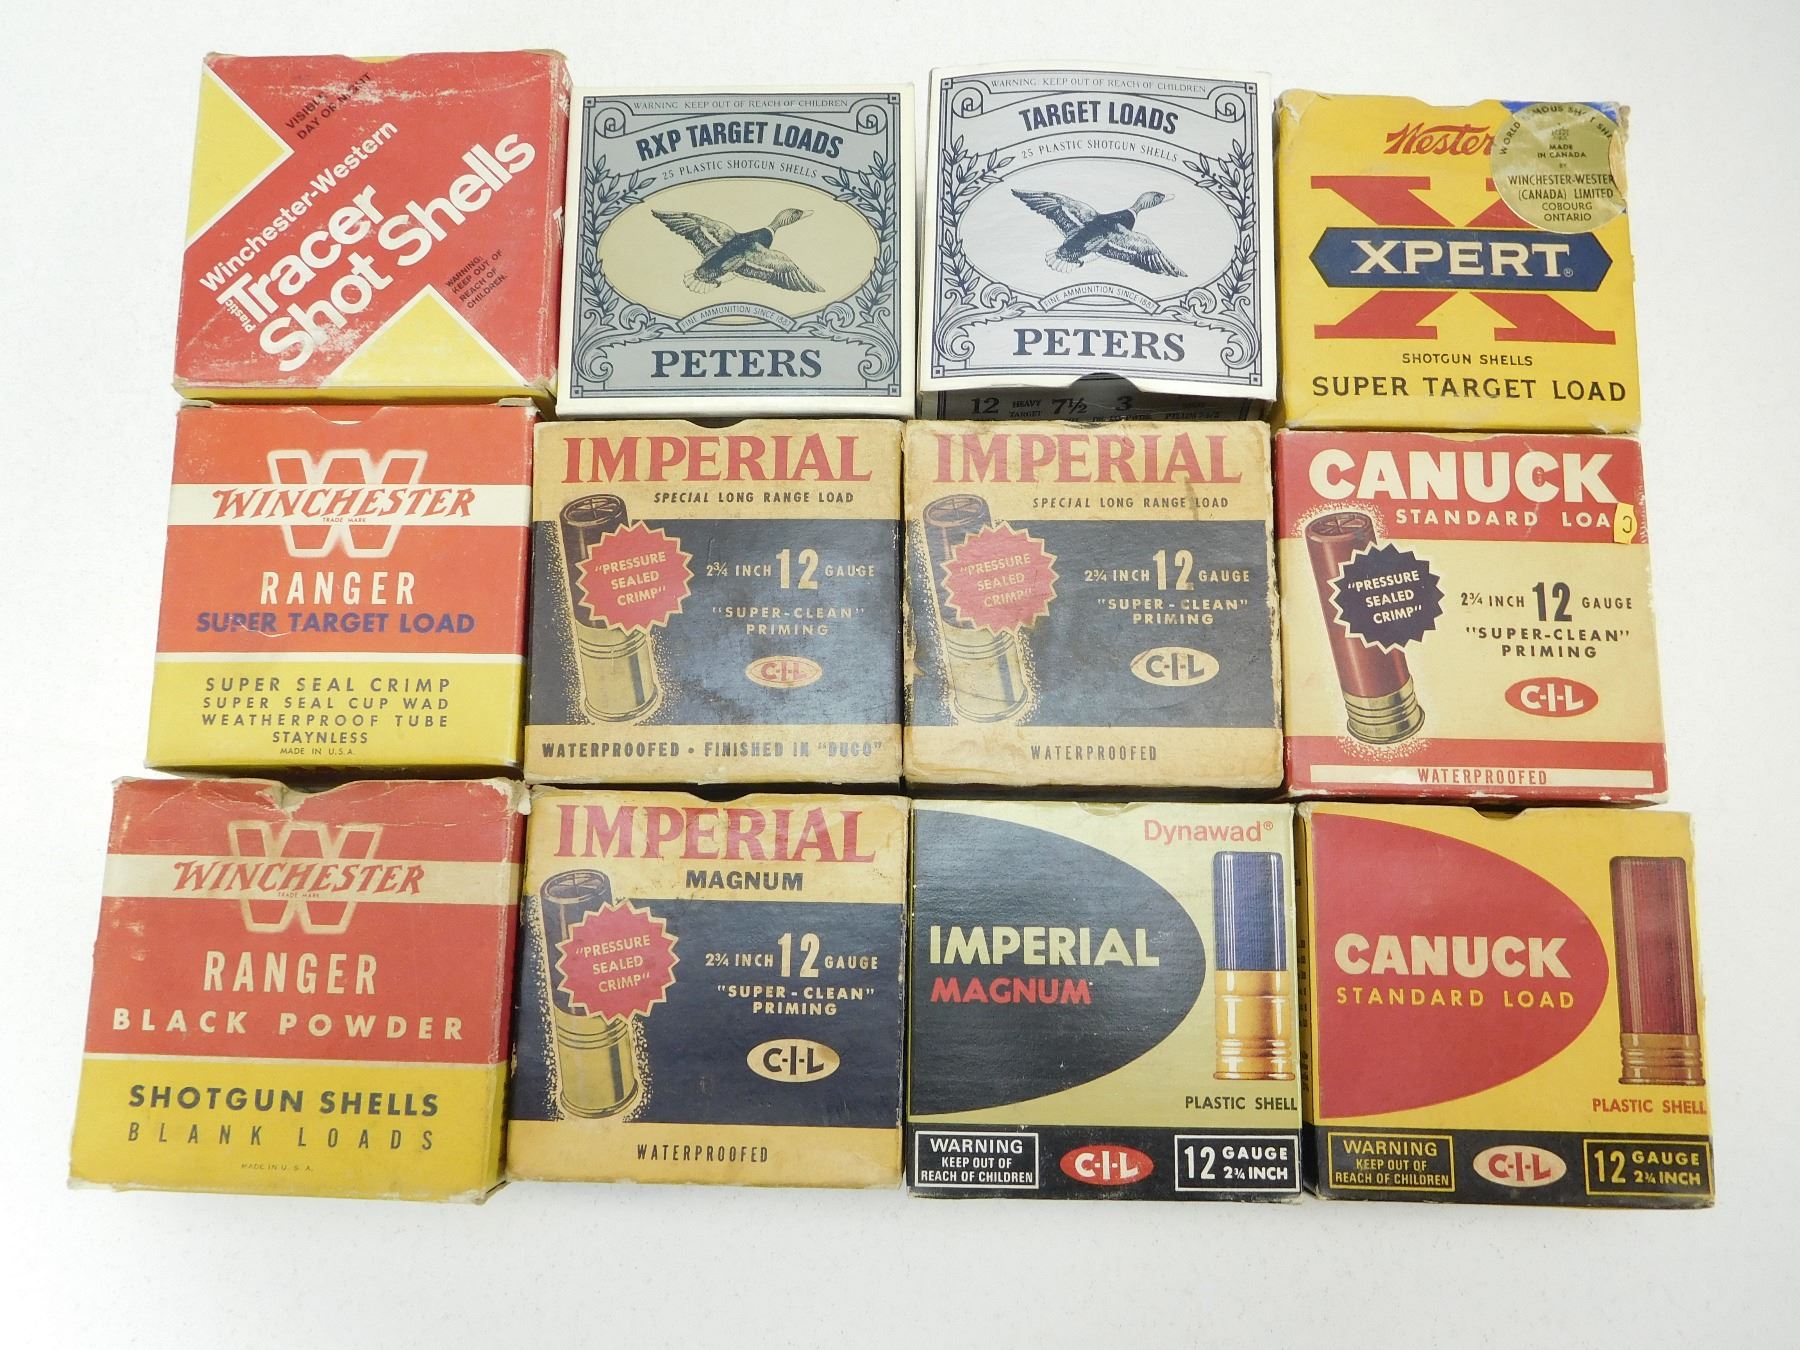 VISIBLE
DAY OR NIGHT
Winchester-Western
Plastic
Tracer
Shot Shells
WARNING:
KEEP OUT OF
REACH OF
CHILDREN.
WARNING KEEP OUT OF REACH OF CHILDREN
RXP TARGET LOADS
25 PLASTIC SHOTGUN SHELLS
FINE AMMUNITION SINCE 1887
PETERS
WARNING KEEP OUT OF REACH OF CHILDREN
TARGET LOADS
25 PLASTIC SHOTGUN SHELLS
FINE AMMUNITION SINCE 1887
PETERS
12 HEAVY TARGET 7½ 3
Wester
MADE
IN CANADA
BY
WINCHESTER-WESTER
(CANADA) LIMITED
COBOURG
ONTARIO
XPERT®
SHOTGUN SHELLS
SUPER TARGET LOAD
W
WINCHESTER
TRADE MARK
RANGER
SUPER TARGET LOAD
SUPER SEAL CRIMP
SUPER SEAL CUP WAD
WEATHERPROOF TUBE
STAYNLESS
MADE IN U.S.A.
IMPERIAL
SPECIAL LONG RANGE LOAD
"PRESSURE
SEALED
CRIMP"
2¾ INCH 12 GAUGE
"SUPER-CLEAN"
PRIMING
C-I-L
WATERPROOFED • FINISHED IN "DUCO"
IMPERIAL
SPECIAL LONG RANGE LOAD
"PRESSURE
SEALED
CRIMP"
2¾ INCH 12 GAUGE
"SUPER-CLEAN"
PRIMING
C-I-L
WATERPROOFED
CANUCK
STANDARD LOA
"PRESSURE
SEALED
CRIMP"
2¾ INCH 12 GAUGE
"SUPER-CLEAN"
PRIMING
C-I-L
WATERPROOFED
W
WINCHESTER
TRADE MARK
RANGER
BLACK POWDER
SHOTGUN SHELLS
BLANK LOADS
MADE IN U.S.A.
IMPERIAL
MAGNUM
"PRESSURE
SEALED
CRIMP"
2¾ INCH 12 GAUGE
"SUPER-CLEAN"
PRIMING
C-I-L
WATERPROOFED
Dynawad®
IMPERIAL
MAGNUM
PLASTIC SHELL
WARNING
KEEP OUT OF
REACH OF CHILDREN
C-I-L
12 GAUGE
2¾ INCH
CANUCK
STANDARD LOAD
PLASTIC SHELL
WARNING
KEEP OUT OF
REACH OF CHILDREN
C-I-L
12 GAUGE
2¾ INCH